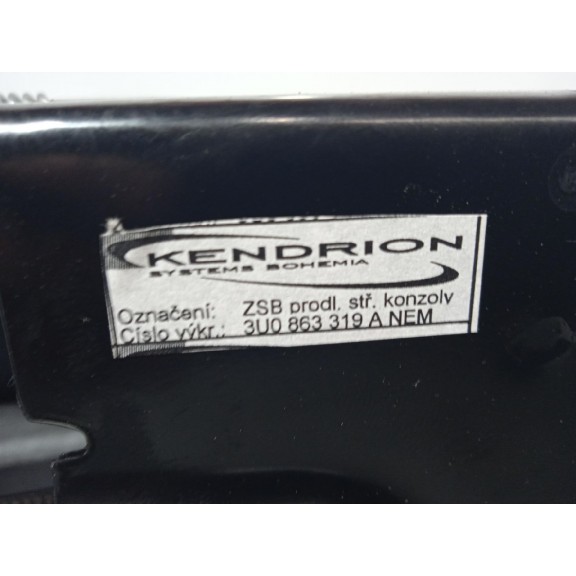 KENDRION
SYSTEMS BOHEMIA
Označení: ZSB prodl. stř. konzoly
Číslo výkr.: 3U0 863 319 A NEM